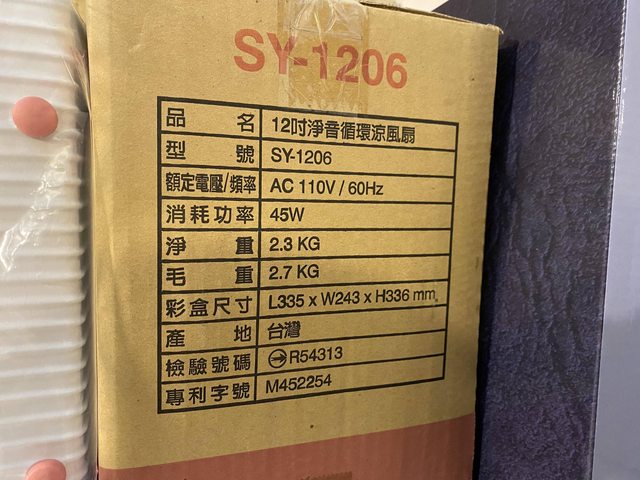 SY-1206
品名 12吋淨音循環涼風扇
型號 SY-1206
額定電壓/頻率 AC 110V / 60Hz
消耗功率 45W
淨重 2.3 KG
毛重 2.7 KG
彩盒尺寸 L335 x W243 x H336 mm
產地 台灣
檢驗號碼 R54313
專利字號 M452254